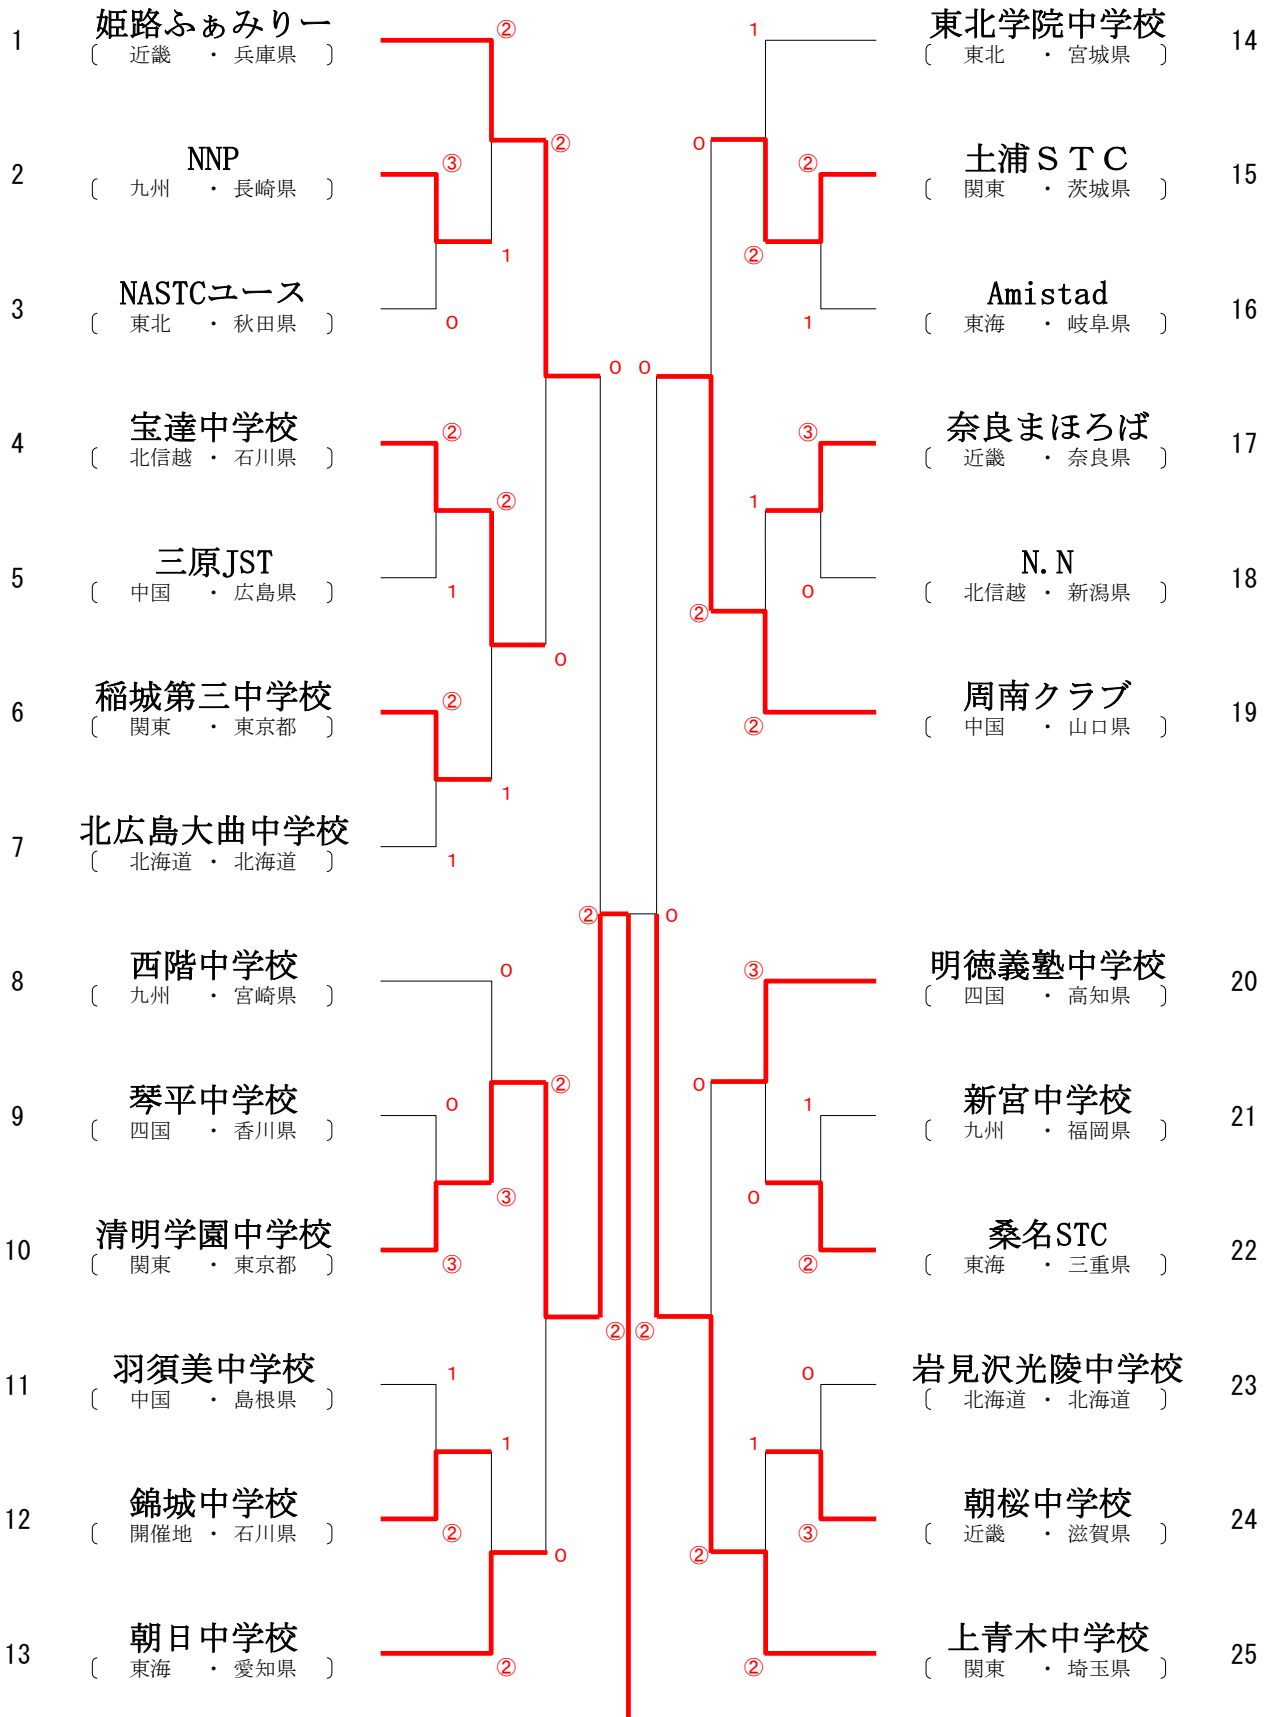 1 姫路ふぁみりー
〔 近畿 ・ 兵庫県 〕
②
2 NNP
〔 九州 ・ 長崎県 〕
③
②
1
3 NASTCユース
〔 東北 ・ 秋田県 〕
0
0
4 宝達中学校
〔 北信越 ・ 石川県 〕
②
②
5 三原JST
〔 中国 ・ 広島県 〕
1
0
6 稲城第三中学校
〔 関東 ・ 東京都 〕
②
1
7 北広島大曲中学校
〔 北海道 ・ 北海道 〕
1
②
8 西階中学校
〔 九州 ・ 宮崎県 〕
0
②
9 琴平中学校
〔 四国 ・ 香川県 〕
0
③
10 清明学園中学校
〔 関東 ・ 東京都 〕
③
②
11 羽須美中学校
〔 中国 ・ 島根県 〕
1
1
12 錦城中学校
〔 開催地 ・ 石川県 〕
②
0
13 朝日中学校
〔 東海 ・ 愛知県 〕
②
1
東北学院中学校 14
〔 東北 ・ 宮城県 〕
0
②
土浦ＳＴＣ 15
〔 関東 ・ 茨城県 〕
②
1
Amistad 16
〔 東海 ・ 岐阜県 〕
0
③
奈良まほろば 17
〔 近畿 ・ 奈良県 〕
1
0
N.N 18
〔 北信越 ・ 新潟県 〕
②
②
周南クラブ 19
〔 中国 ・ 山口県 〕
0
③
明徳義塾中学校 20
〔 四国 ・ 高知県 〕
0
1
新宮中学校 21
〔 九州 ・ 福岡県 〕
0
②
桑名STC 22
〔 東海 ・ 三重県 〕
②
0
岩見沢光陵中学校 23
〔 北海道 ・ 北海道 〕
1
③
朝桜中学校 24
〔 近畿 ・ 滋賀県 〕
②
②
上青木中学校 25
〔 関東 ・ 埼玉県 〕